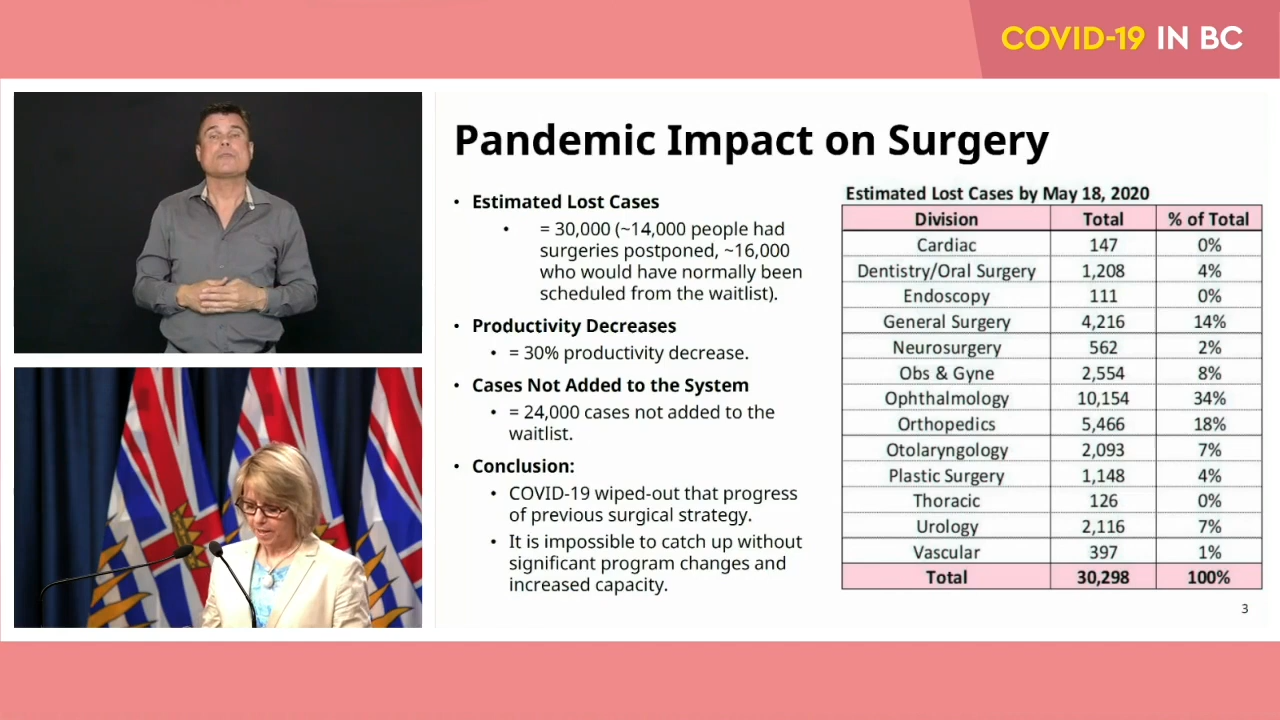 COVID-19 IN BC
Pandemic Impact on Surgery
• Estimated Lost Cases
• = 30,000 (~14,000 people had
surgeries postponed, ~16,000
who would have normally been
scheduled from the waitlist).
• Productivity Decreases
• = 30% productivity decrease.
• Cases Not Added to the System
• = 24,000 cases not added to the
waitlist.
• Conclusion:
• COVID-19 wiped-out that progress
of previous surgical strategy.
• It is impossible to catch up without
significant program changes and
increased capacity.
Estimated Lost Cases by May 18, 2020
Division Total % of Total
Cardiac 147 0%
Dentistry/Oral Surgery 1,208 4%
Endoscopy 111 0%
General Surgery 4,216 14%
Neurosurgery 562 2%
Obs & Gyne 2,554 8%
Ophthalmology 10,154 34%
Orthopedics 5,466 18%
Otolaryngology 2,093 7%
Plastic Surgery 1,148 4%
Thoracic 126 0%
Urology 2,116 7%
Vascular 397 1%
Total 30,298 100%
3